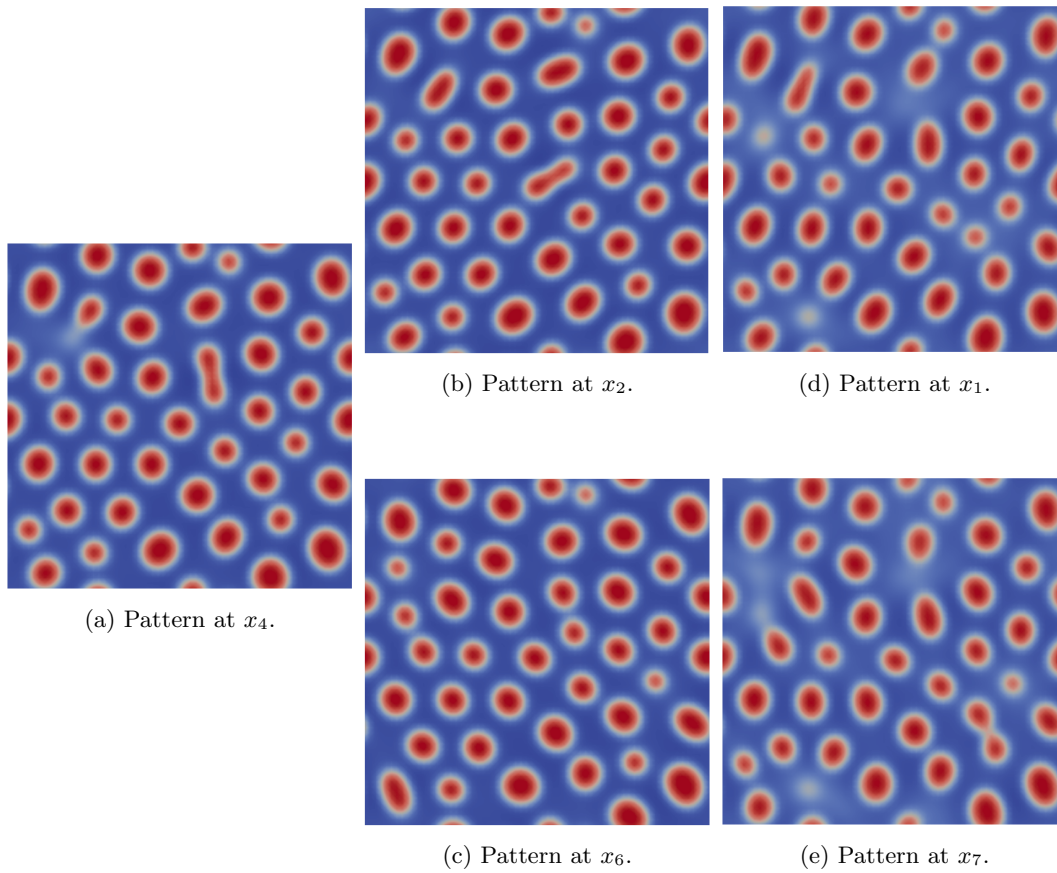 (a) Pattern at x₄.
(b) Pattern at x₂.
(d) Pattern at x₁.
(c) Pattern at x₆.
(e) Pattern at x₇.